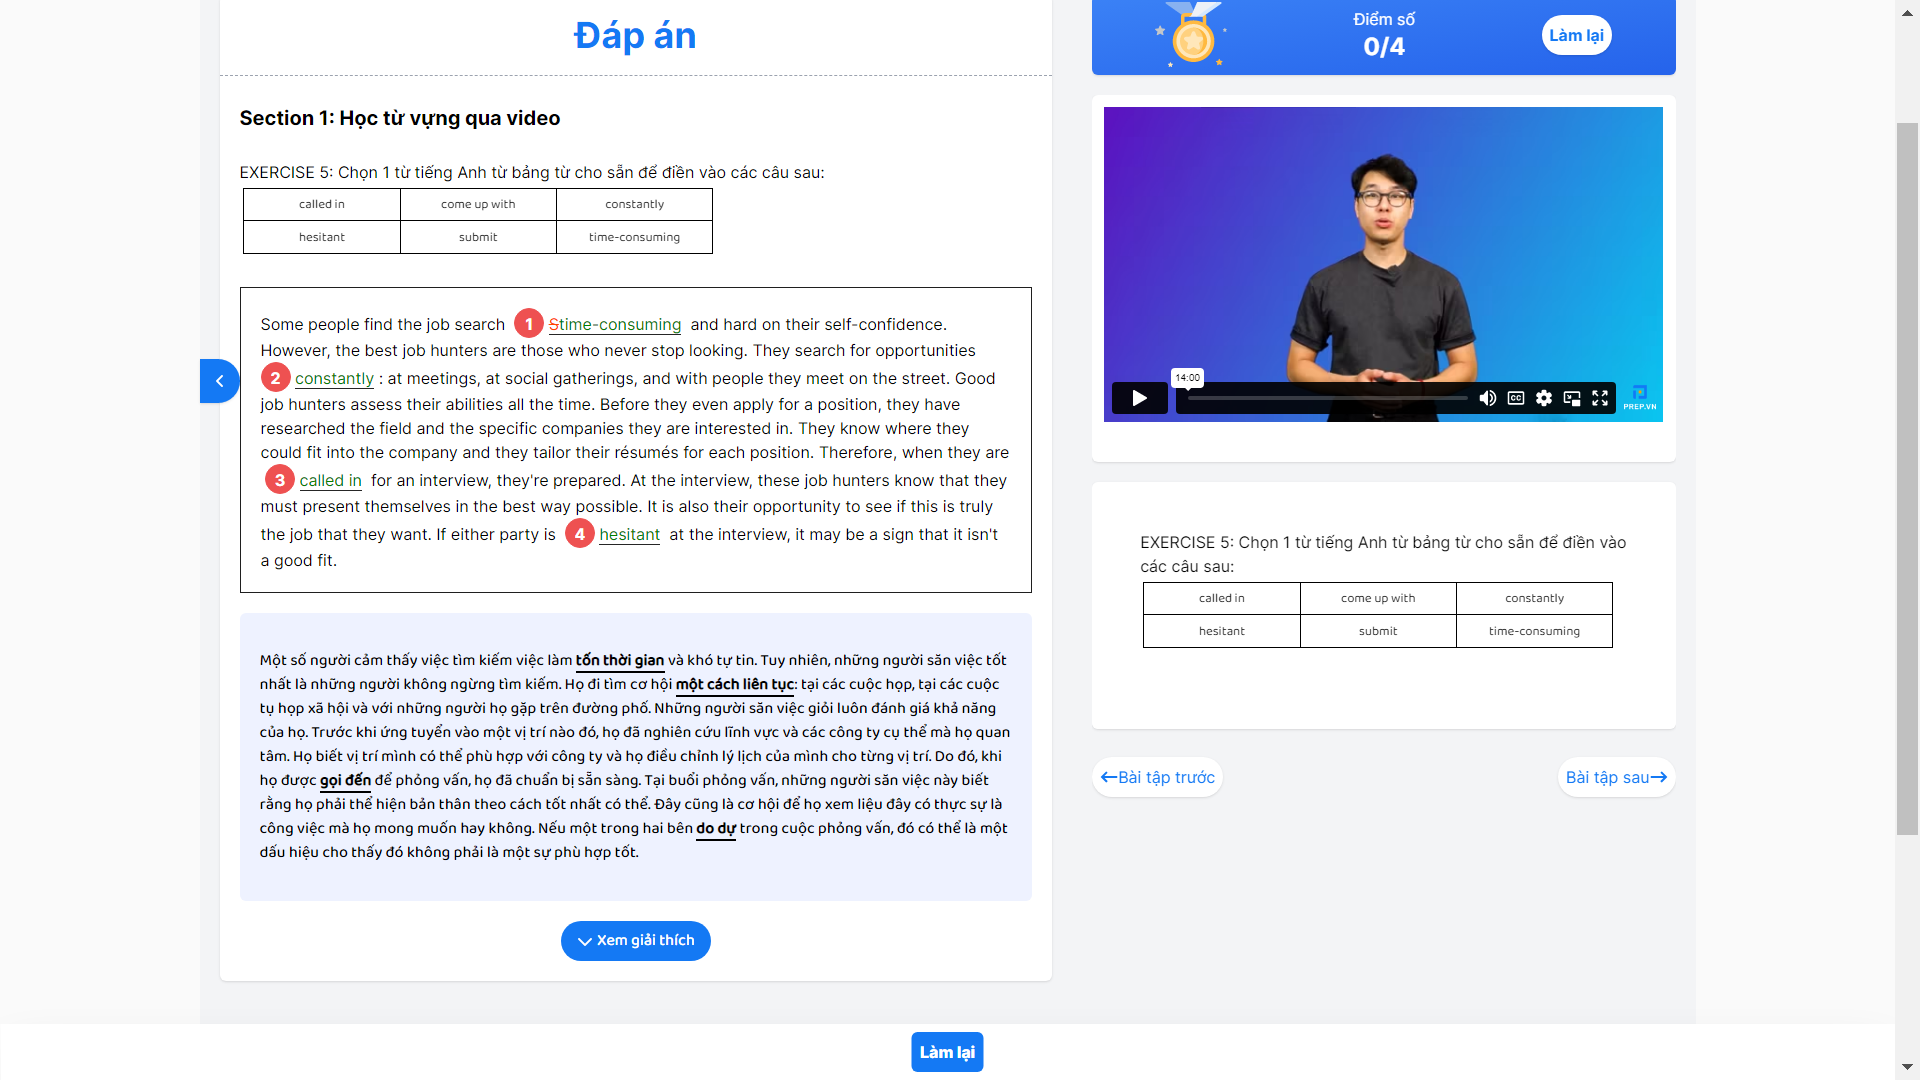 Đáp án
Section 1: Học từ vựng qua video
EXERCISE 5: Chọn 1 từ tiếng Anh từ bảng từ cho sẵn để điền vào các câu sau:
called in come up with constantly
hesitant submit time-consuming
Some people find the job search 1 Stime-consuming and hard on their self-confidence.
However, the best job hunters are those who never stop looking. They search for opportunities
2 constantly : at meetings, at social gatherings, and with people they meet on the street. Good
job hunters assess their abilities all the time. Before they even apply for a position, they have
researched the field and the specific companies they are interested in. They know where they
could fit into the company and they tailor their résumés for each position. Therefore, when they are
3 called in for an interview, they're prepared. At the interview, these job hunters know that they
must present themselves in the best way possible. It is also their opportunity to see if this is truly
the job that they want. If either party is 4 hesitant at the interview, it may be a sign that it isn't
a good fit.
Một số người cảm thấy việc tìm kiếm việc làm tốn thời gian và khó tự tin. Tuy nhiên, những người săn việc tốt
nhất là những người không ngừng tìm kiếm. Họ đi tìm cơ hội một cách liên tục: tại các cuộc họp, tại các cuộc
tụ họp xã hội và với những người họ gặp trên đường phố. Những người săn việc giỏi luôn đánh giá khả năng
của họ. Trước khi ứng tuyển vào một vị trí nào đó, họ đã nghiên cứu lĩnh vực và các công ty cụ thể mà họ quan
tâm. Họ biết vị trí mình có thể phù hợp với công ty và họ điều chỉnh lý lịch của mình cho từng vị trí. Do đó, khi
họ được gọi đến để phỏng vấn, họ đã chuẩn bị sẵn sàng. Tại buổi phỏng vấn, những người săn việc này biết
rằng họ phải thể hiện bản thân theo cách tốt nhất có thể. Đây cũng là cơ hội để họ xem liệu đây có thực sự là
công việc mà họ mong muốn hay không. Nếu một trong hai bên do dự trong cuộc phỏng vấn, đó có thể là một
dấu hiệu cho thấy đó không phải là một sự phù hợp tốt.
Xem giải thích
Điểm số
0/4
Làm lại
14:00
CC
PREP.VN
EXERCISE 5: Chọn 1 từ tiếng Anh từ bảng từ cho sẵn để điền vào
các câu sau:
called in come up with constantly
hesitant submit time-consuming
Bài tập trước
Bài tập sau
Làm lại